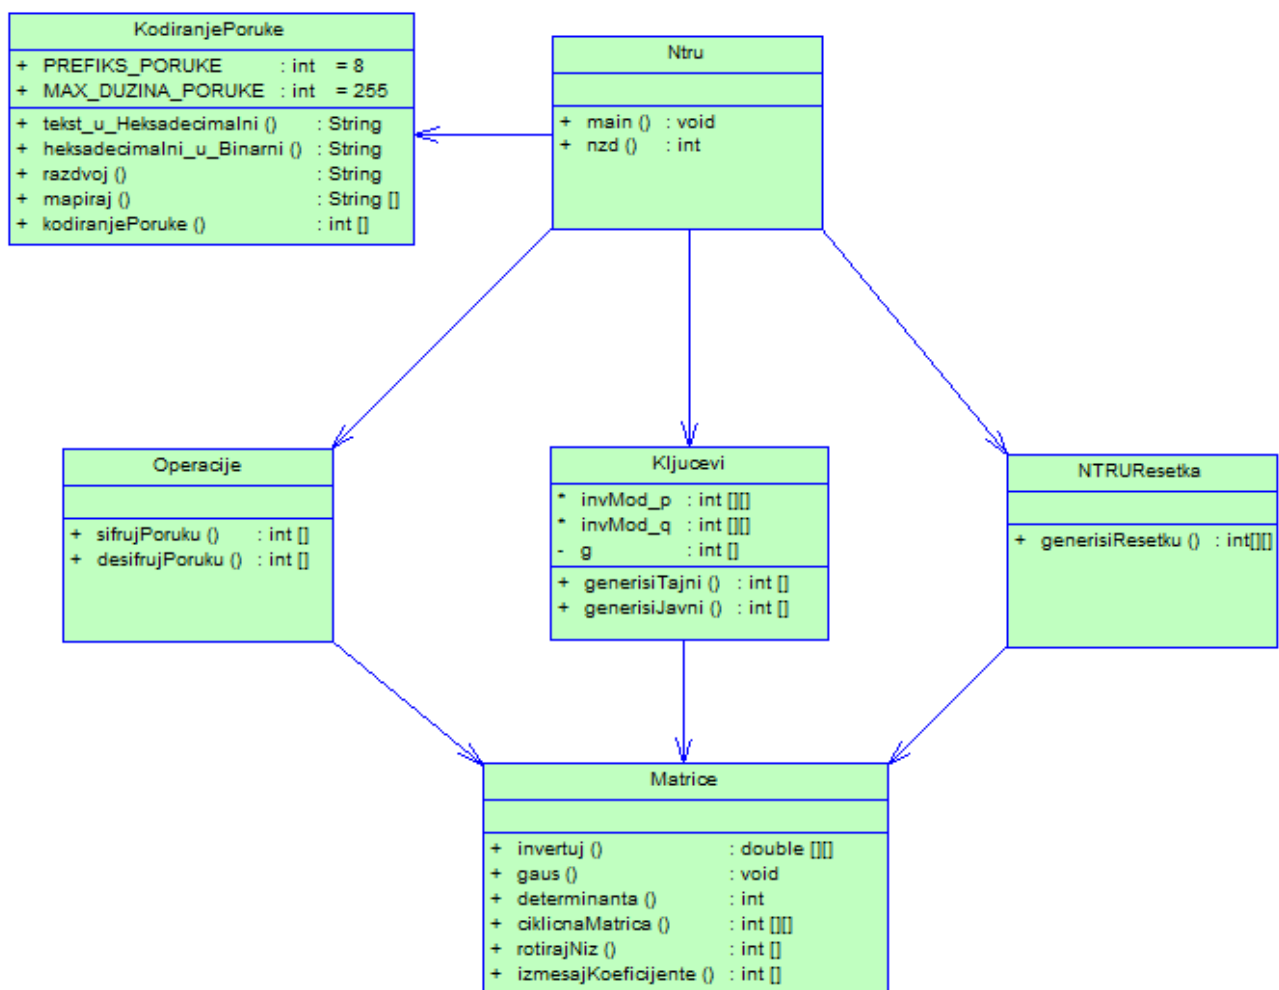 KodiranjePoruke
+ PREFIKS_PORUKE : int = 8
+ MAX_DUZINA_PORUKE : int = 255
+ tekst_u_Heksadecimalni () : String
+ heksadecimalni_u_Binarni () : String
+ razdvoj () : String
+ mapiraj () : String []
+ kodiranjePoruke () : int []
Ntru
+ main () : void
+ nzd () : int
Operacije
+ sifrujPoruku () : int []
+ desifrujPoruku () : int []
Kljucevi
* invMod_p : int [][]
* invMod_q : int [][]
- g : int []
+ generisiTajni () : int []
+ generisiJavni () : int []
NTRUResetka
+ generisiResetku () : int[][]
Matrice
+ invertuj () : double [][]
+ gaus () : void
+ determinanta () : int
+ ciklicnaMatrica () : int [][]
+ rotirajNiz () : int []
+ izmesajKoeficijente () : int []